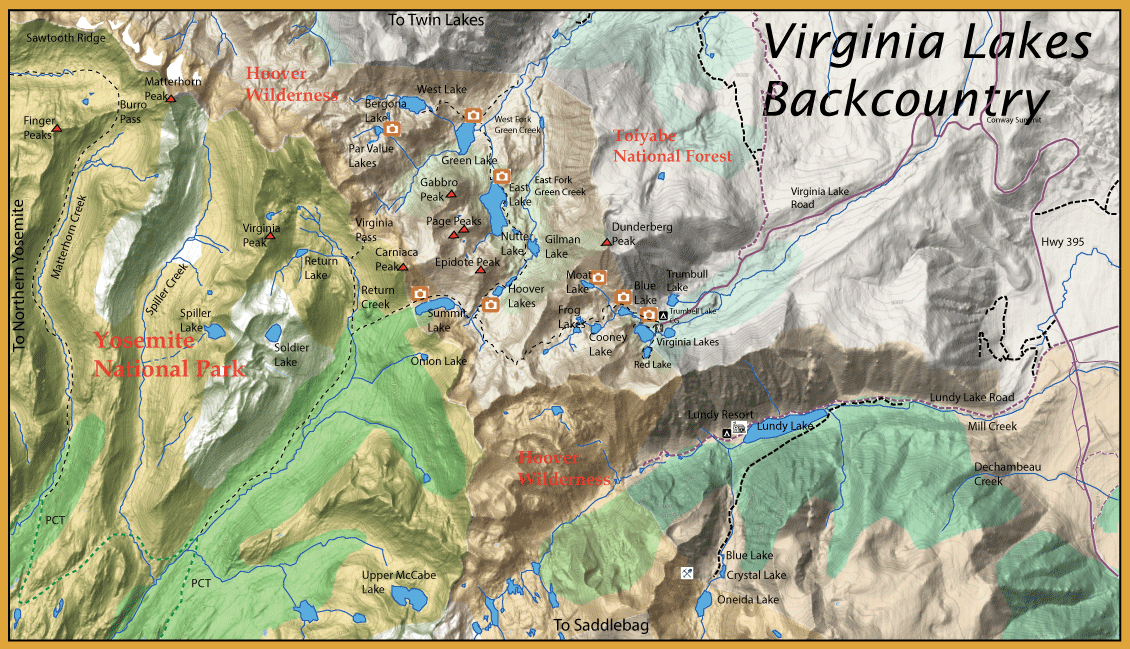 Virginia Lakes
Backcountry
To Twin Lakes
Sawtooth Ridge
Matterhorn
Peak
Burro
Pass
Finger
Peaks
Hoover
Wilderness
West Lake
Bergona
Lake
Par Value
Lakes
West Fork
Green Creek
Green Lake
Toiyabe
National Forest
Conway Summit
Gabbro
Peak
East
Lake
East Fork
Green Creek
Virginia Lake
Road
To Northern Yosemite
Matterhorn Creek
Virginia
Peak
Virginia
Pass
Page Peaks
Nutter
Lake
Gilman
Lake
Dunderberg
Peak
Hwy 395
Return
Lake
Carniaca
Peak
Epidote Peak
Spiller Creek
Return
Creek
Hoover
Lakes
Moat
Lake
Blue
Lake
Trumbull
Lake
Trumbell Lake
CG
Summit
Lake
Frog
Lakes
Cooney
Lake
Virginia Lakes
Red Lake
Spiller
Lake
Soldier
Lake
Yosemite
National Park
Onion Lake
Lundy Resort
Lundy Lake
Lundy Lake Road
Mill Creek
Hoover
Wilderness
Dechambeau
Creek
PCT
PCT
Upper McCabe
Lake
Blue Lake
Crystal Lake
Oneida Lake
To Saddlebag